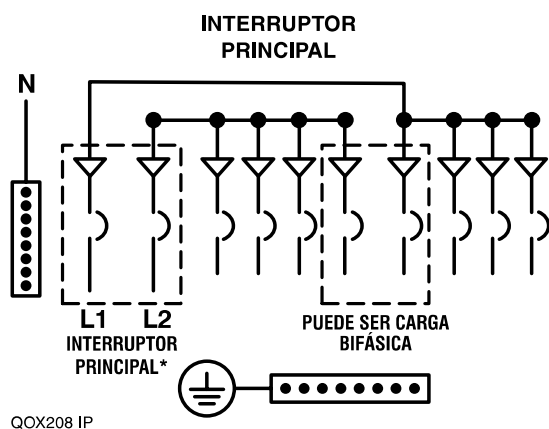 INTERRUPTOR
PRINCIPAL
N
L1 L2
INTERRUPTOR
PRINCIPAL*
PUEDE SER CARGA
BIFÁSICA
QOX208 IP